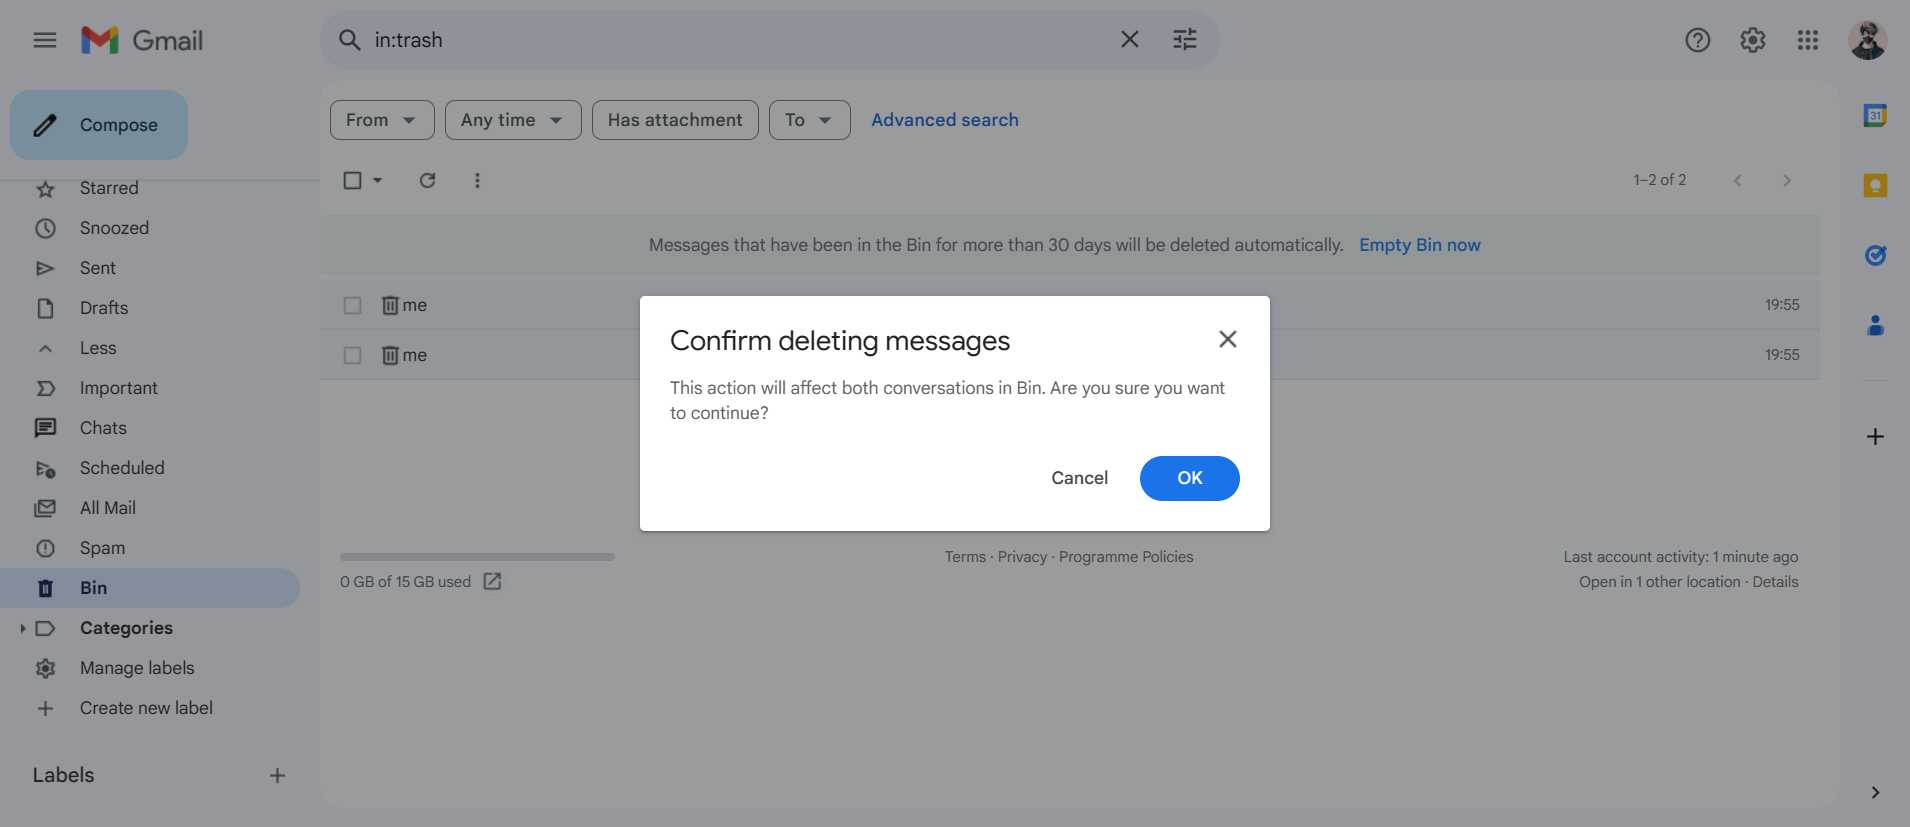 Gmail
in:trash
Compose
From
Any time
Has attachment
To
Advanced search
1–2 of 2
Messages that have been in the Bin for more than 30 days will be deleted automatically. Empty Bin now
me
19:55
me
19:55
Starred
Snoozed
Sent
Drafts
Less
Important
Chats
Scheduled
All Mail
Spam
Bin
Categories
Manage labels
Create new label
Labels
Confirm deleting messages
This action will affect both conversations in Bin. Are you sure you want
to continue?
Cancel
OK
0 GB of 15 GB used
Terms · Privacy · Programme Policies
Last account activity: 1 minute ago
Open in 1 other location · Details
31